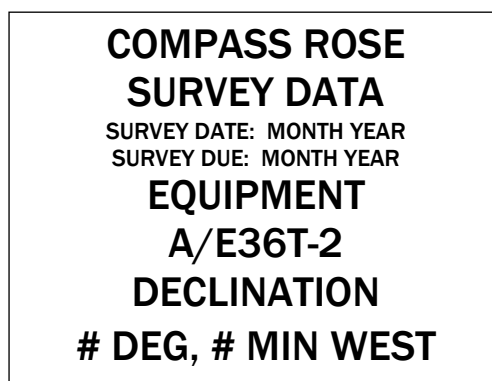 COMPASS ROSE
SURVEY DATA
SURVEY DATE: MONTH YEAR
SURVEY DUE: MONTH YEAR
EQUIPMENT
A/E36T-2
DECLINATION
# DEG, # MIN WEST